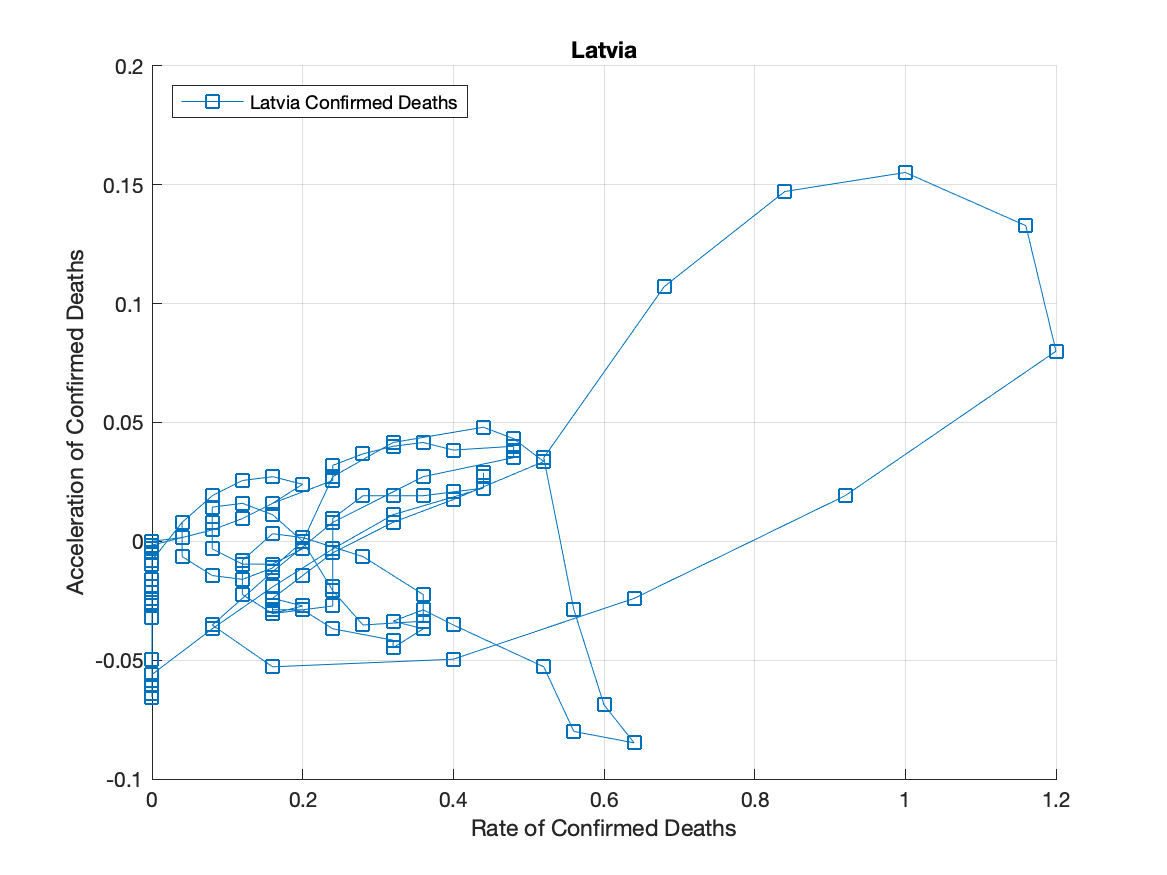 Latvia
0.2
Latvia Confirmed Deaths
0.15
0.1
0.05
0
-0.05
-0.1
Acceleration of Confirmed Deaths
0 0.2 0.4 0.6 0.8 1 1.2
Rate of Confirmed Deaths